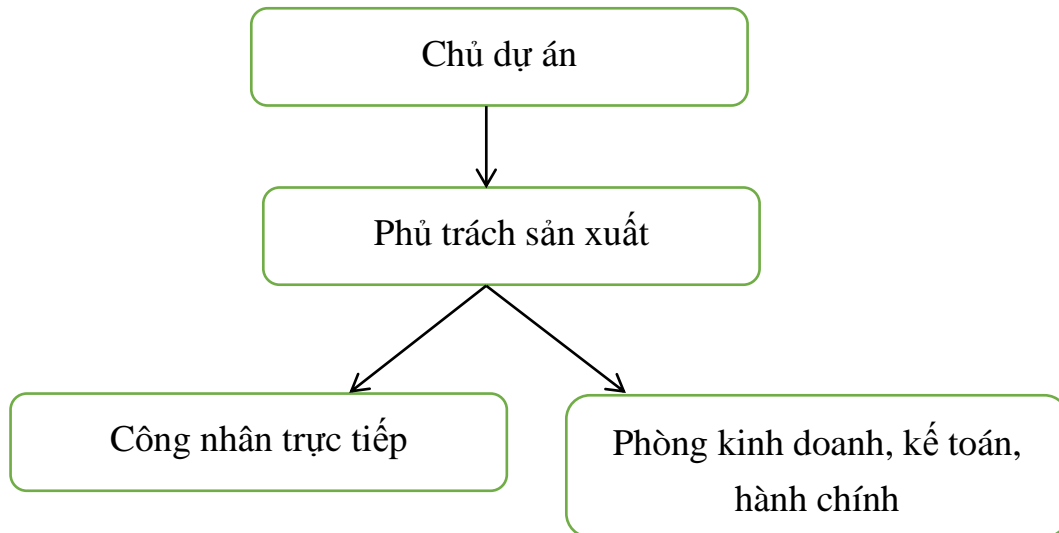 Chủ dự án
Phủ trách sản xuất
Công nhân trực tiếp
Phòng kinh doanh, kế toán,
hành chính